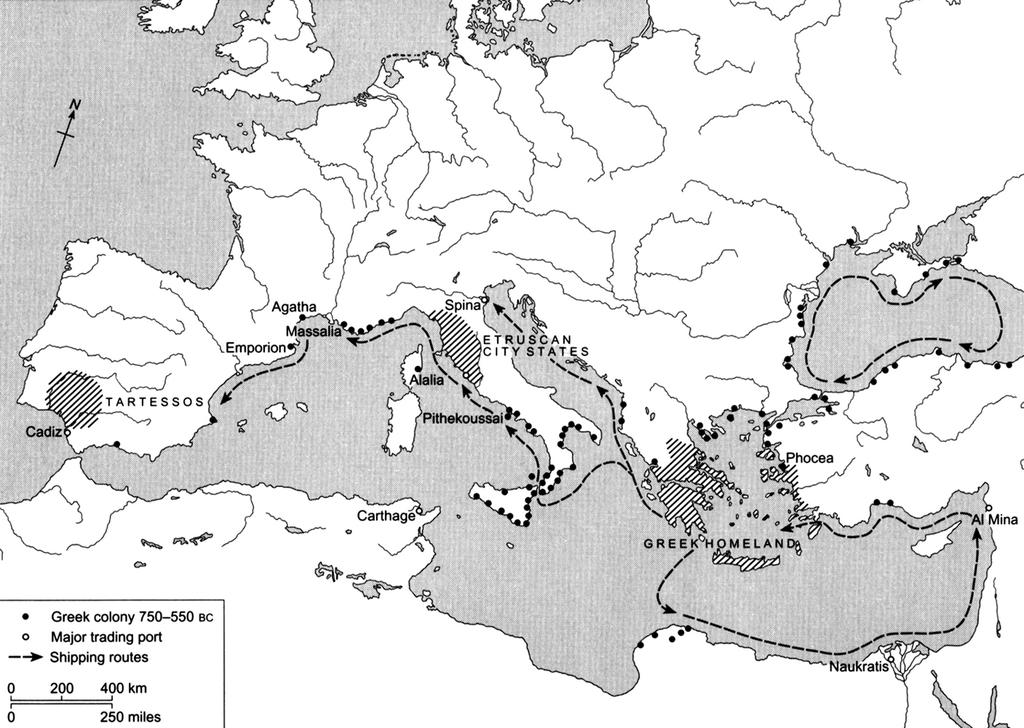 N
Agatha
Massalia
Emporion
Spina
ETRUSCAN
CITY STATES
TARTESSOS
Cadiz
Alalia
Pithekoussai
Phocea
Carthage
Al Mina
GREEK HOMELAND
Naukratis
Greek colony 750–550 BC
Major trading port
Shipping routes
0 200 400 km
0 250 miles